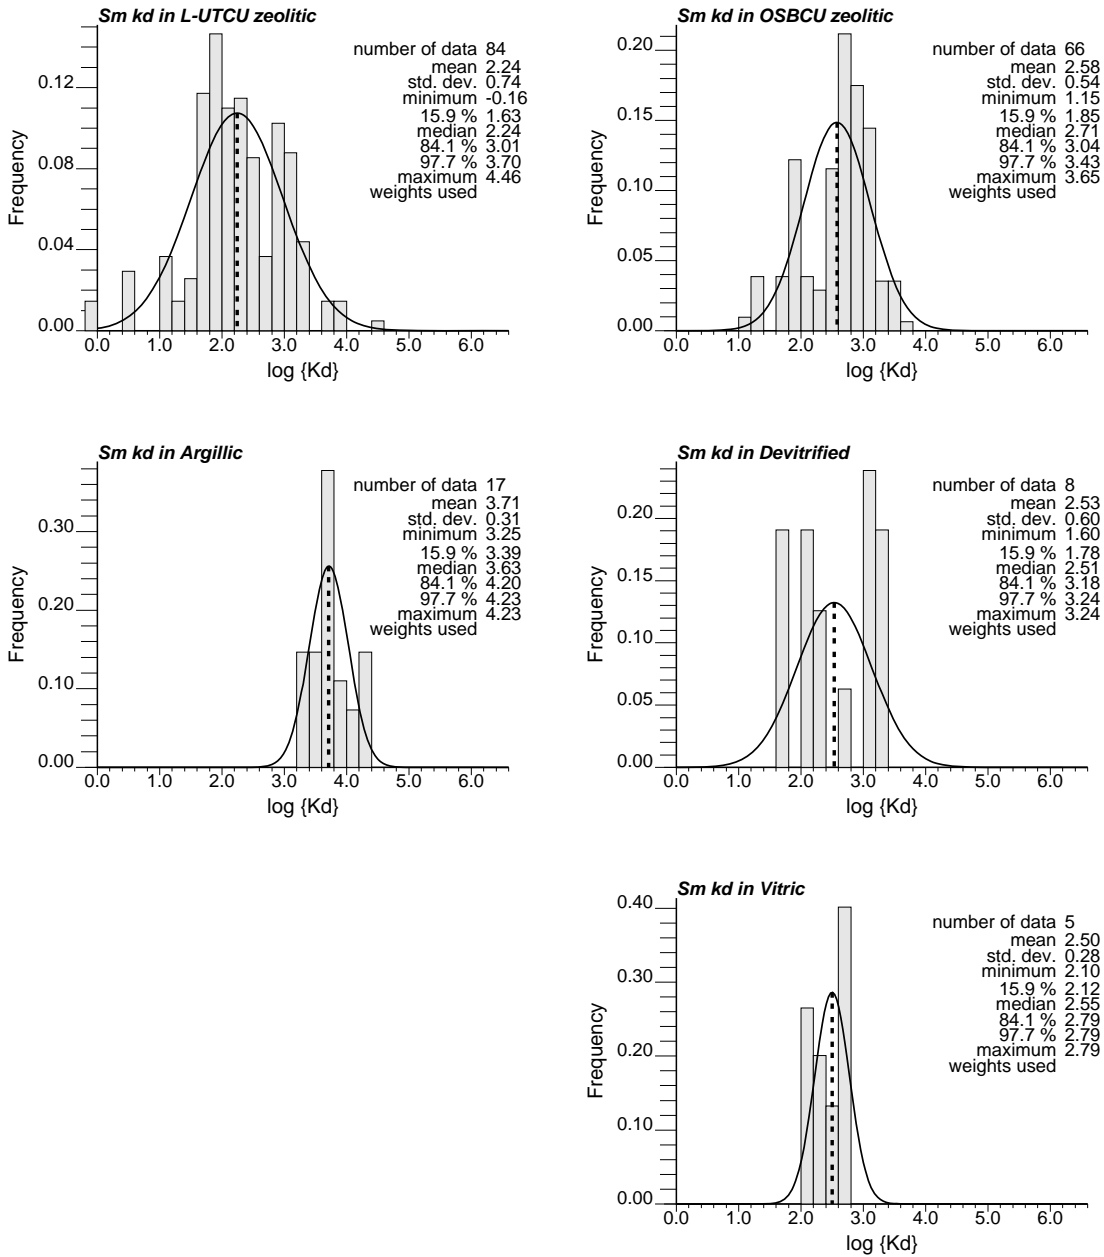 Sm kd in L-UTCU zeolitic
number of data 84
mean 2.24
std. dev. 0.74
minimum -0.16
15.9 % 1.63
median 2.24
84.1 % 3.01
97.7 % 3.70
maximum 4.46
weights used
Frequency
0.12
0.08
0.04
0.00
0.0 1.0 2.0 3.0 4.0 5.0 6.0
log {Kd}
Sm kd in OSBCU zeolitic
number of data 66
mean 2.58
std. dev. 0.54
minimum 1.15
15.9 % 1.85
median 2.71
84.1 % 3.04
97.7 % 3.43
maximum 3.65
weights used
Frequency
0.20
0.15
0.10
0.05
0.00
0.0 1.0 2.0 3.0 4.0 5.0 6.0
log {Kd}
Sm kd in Argillic
number of data 17
mean 3.71
std. dev. 0.31
minimum 3.25
15.9 % 3.39
median 3.63
84.1 % 4.20
97.7 % 4.23
maximum 4.23
weights used
Frequency
0.30
0.20
0.10
0.00
0.0 1.0 2.0 3.0 4.0 5.0 6.0
log {Kd}
Sm kd in Devitrified
number of data 8
mean 2.53
std. dev. 0.60
minimum 1.60
15.9 % 1.78
median 2.51
84.1 % 3.18
97.7 % 3.24
maximum 3.24
weights used
Frequency
0.20
0.15
0.10
0.05
0.00
0.0 1.0 2.0 3.0 4.0 5.0 6.0
log {Kd}
Sm kd in Vitric
number of data 5
mean 2.50
std. dev. 0.28
minimum 2.10
15.9 % 2.12
median 2.55
84.1 % 2.79
97.7 % 2.79
maximum 2.79
weights used
Frequency
0.40
0.30
0.20
0.10
0.00
0.0 1.0 2.0 3.0 4.0 5.0 6.0
log {Kd}